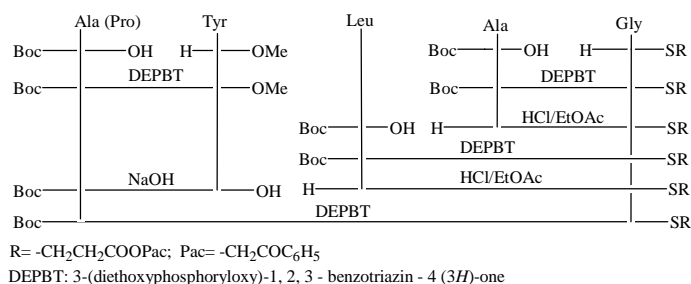 Ala (Pro) Tyr Leu Ala Gly
Boc OH H OMe Boc OH H SR
DEPBT DEPBT
Boc OMe Boc SR
HCl/EtOAc
Boc OH H SR
DEPBT
Boc SR
NaOH HCl/EtOAc
Boc OH H SR
DEPBT
Boc SR
R= -CH2CH2COOPac; Pac= -CH2COC6H5
DEPBT: 3-(diethoxyphosphoryloxy)-1, 2, 3 - benzotriazin - 4 (3H)-one